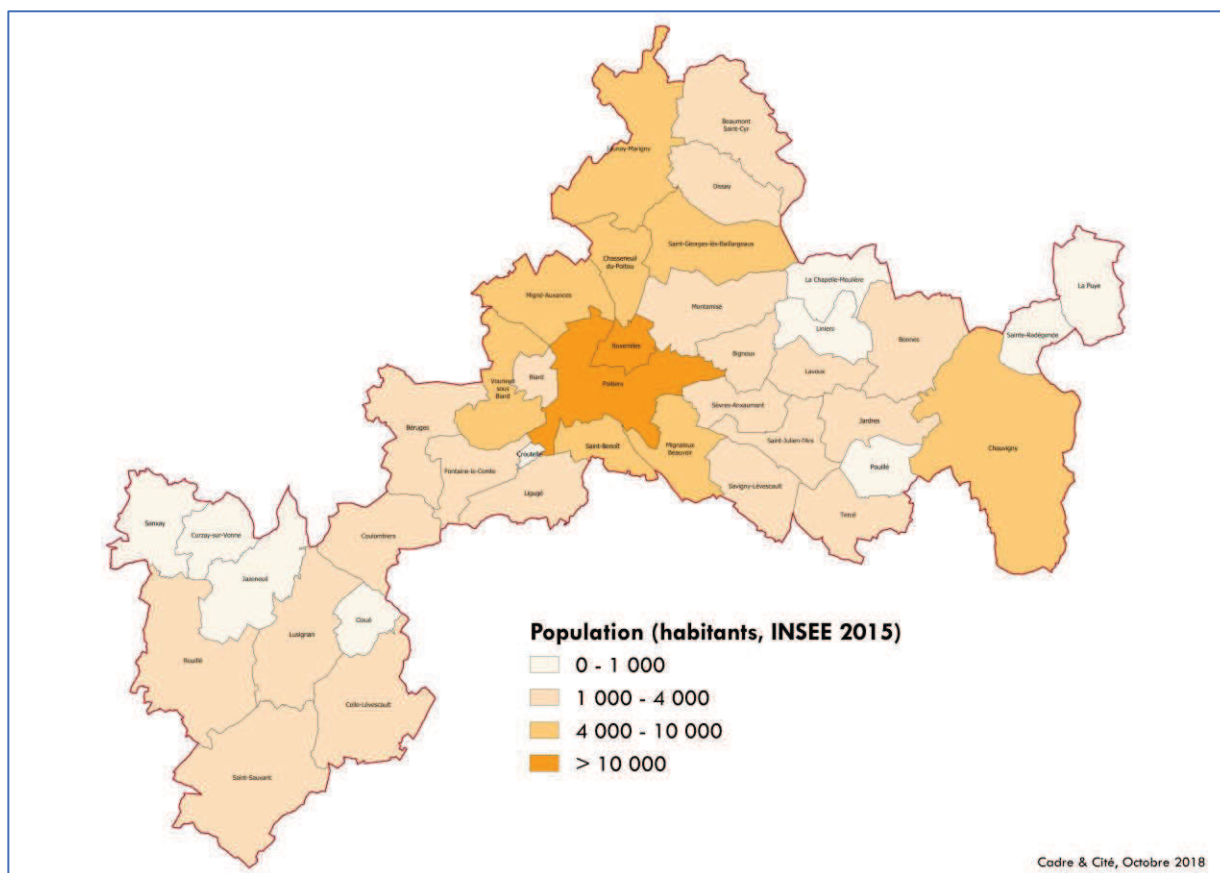 Beaumont
Saint-Cyr
Jaunay-Marigny
Dissay
Saint-Georges-lès-Baillargeaux
Chasseneuil
du-Poitou
La Chapelle-Moulière
La Puye
Migné-Auxances
Montamisé
Liniers
Bonnes
Sainte-Radégonde
Buxerolles
Bignoux
Lavoux
Biard
Poitiers
Vouneuil
sous
Biard
Sèvres-Anxaumont
Jardres
Béruges
Saint-Julien-l'Ars
Chauvigny
Saint-Benoît
Mignaloux
Beauvoir
Croutelle
Fontaine-le-Comte
Pouillé
Ligugé
Savigny-Lévescault
Tercé
Sanxay
Curzay-sur-Vonne
Coulombiers
Jazeneuil
Cloué
Lusignan
Rouillé
Celle-Lévescault
Saint-Sauvant
Population (habitants, INSEE 2015)
0 - 1 000
1 000 - 4 000
4 000 - 10 000
> 10 000
Cadre & Cité, Octobre 2018